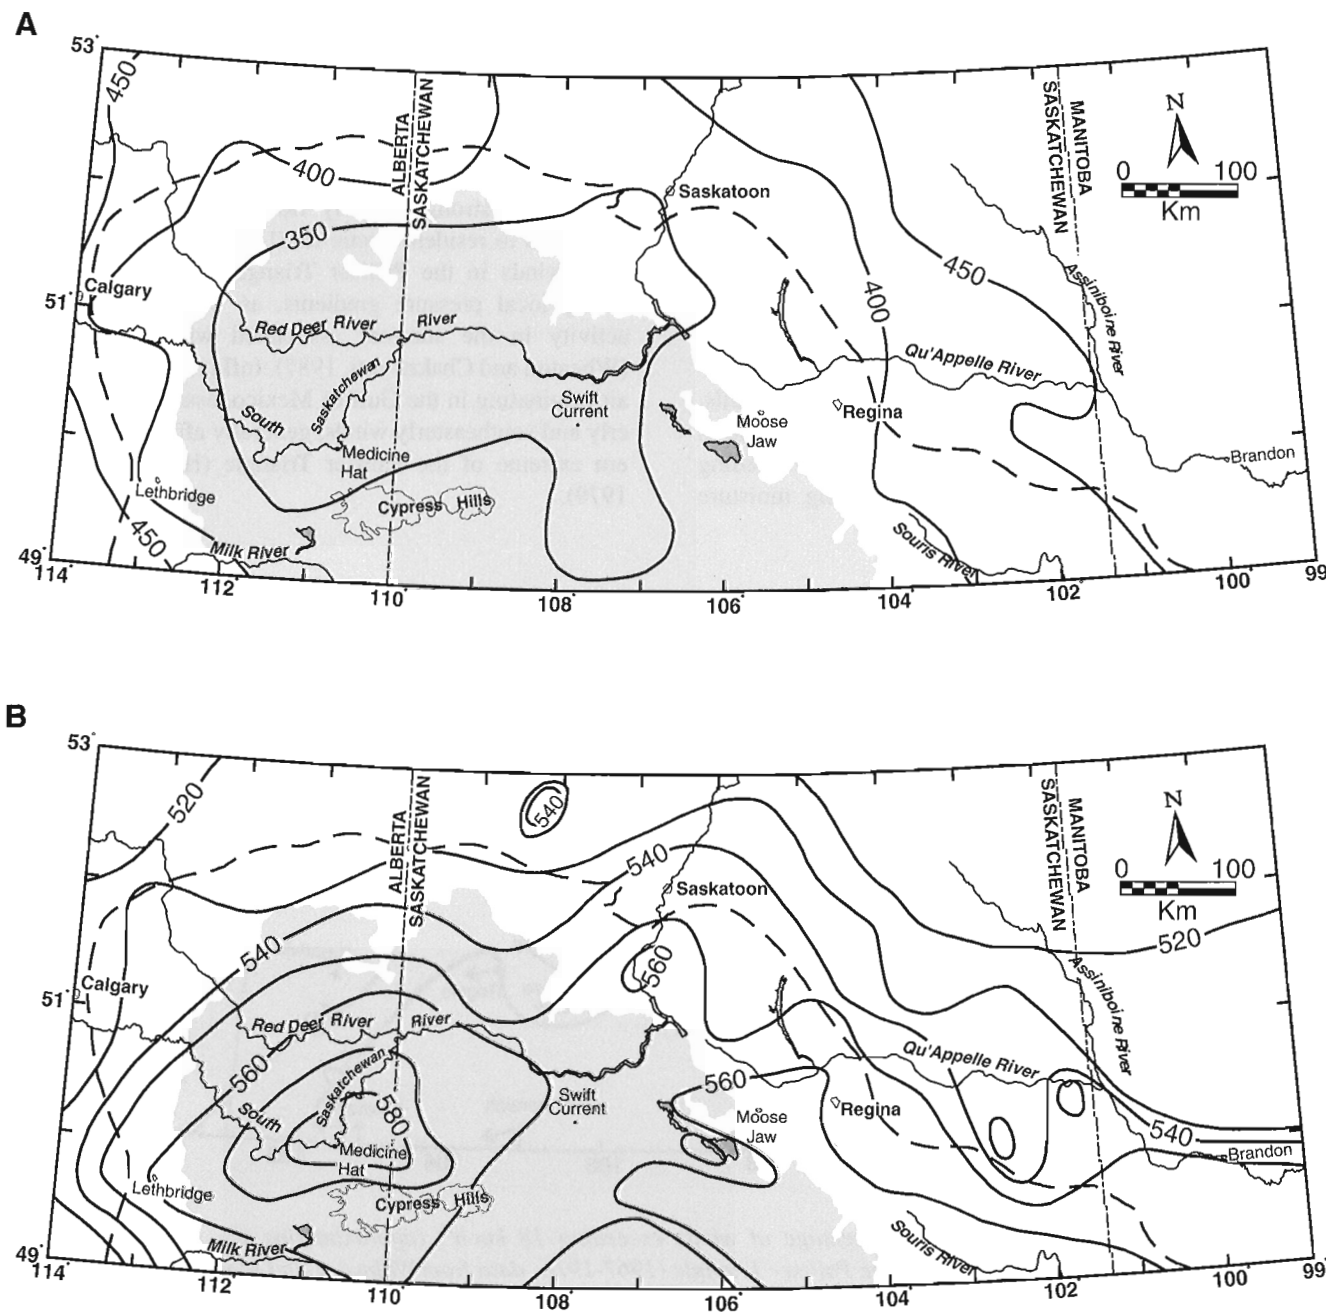 A
53°
450
400
350
ALBERTA
SASKATCHEWAN
SASKATCHEWAN
MANITOBA
N
0 100
Km
Saskatoon
450
400
51°
Calgary
Red Deer River
River
Assiniboine River
Qu'Appelle River
South
Saskatchewan
Swift
Current
Moose
Jaw
Regina
Medicine
Hat
Brandon
Lethbridge
Cypress Hills
450
Milk River
Souris River
49°
114°
112°
110°
108°
106°
104
102
100
99
B
53°
520
540
ALBERTA
SASKATCHEWAN
SASKATCHEWAN
MANITOBA
N
0 100
Km
540
Saskatoon
540
560
520
51°
Calgary
Red Deer River
River
Assiniboine River
Qu'Appelle River
560
South
Saskatchewan
580
560
Swift
Current
Moose
Jaw
Regina
Medicine
Hat
540
Brandon
Lethbridge
Cypress Hills
Milk River
Souris River
49°
114°
112°
110°
108°
106°
104
102
100
99